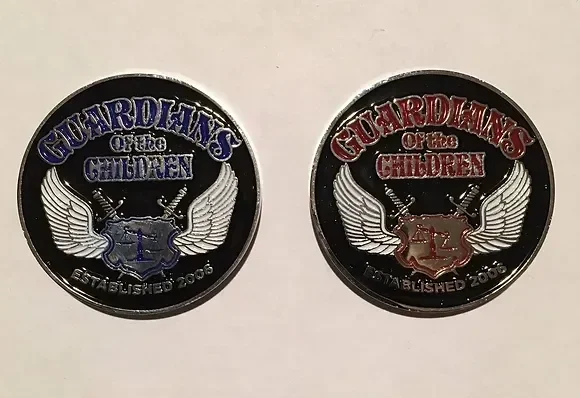 GUARDIANS
Of the
CHILDREN
ESTABLISHED 2006
GUARDIANS
Of the
CHILDREN
ESTABLISHED 2006